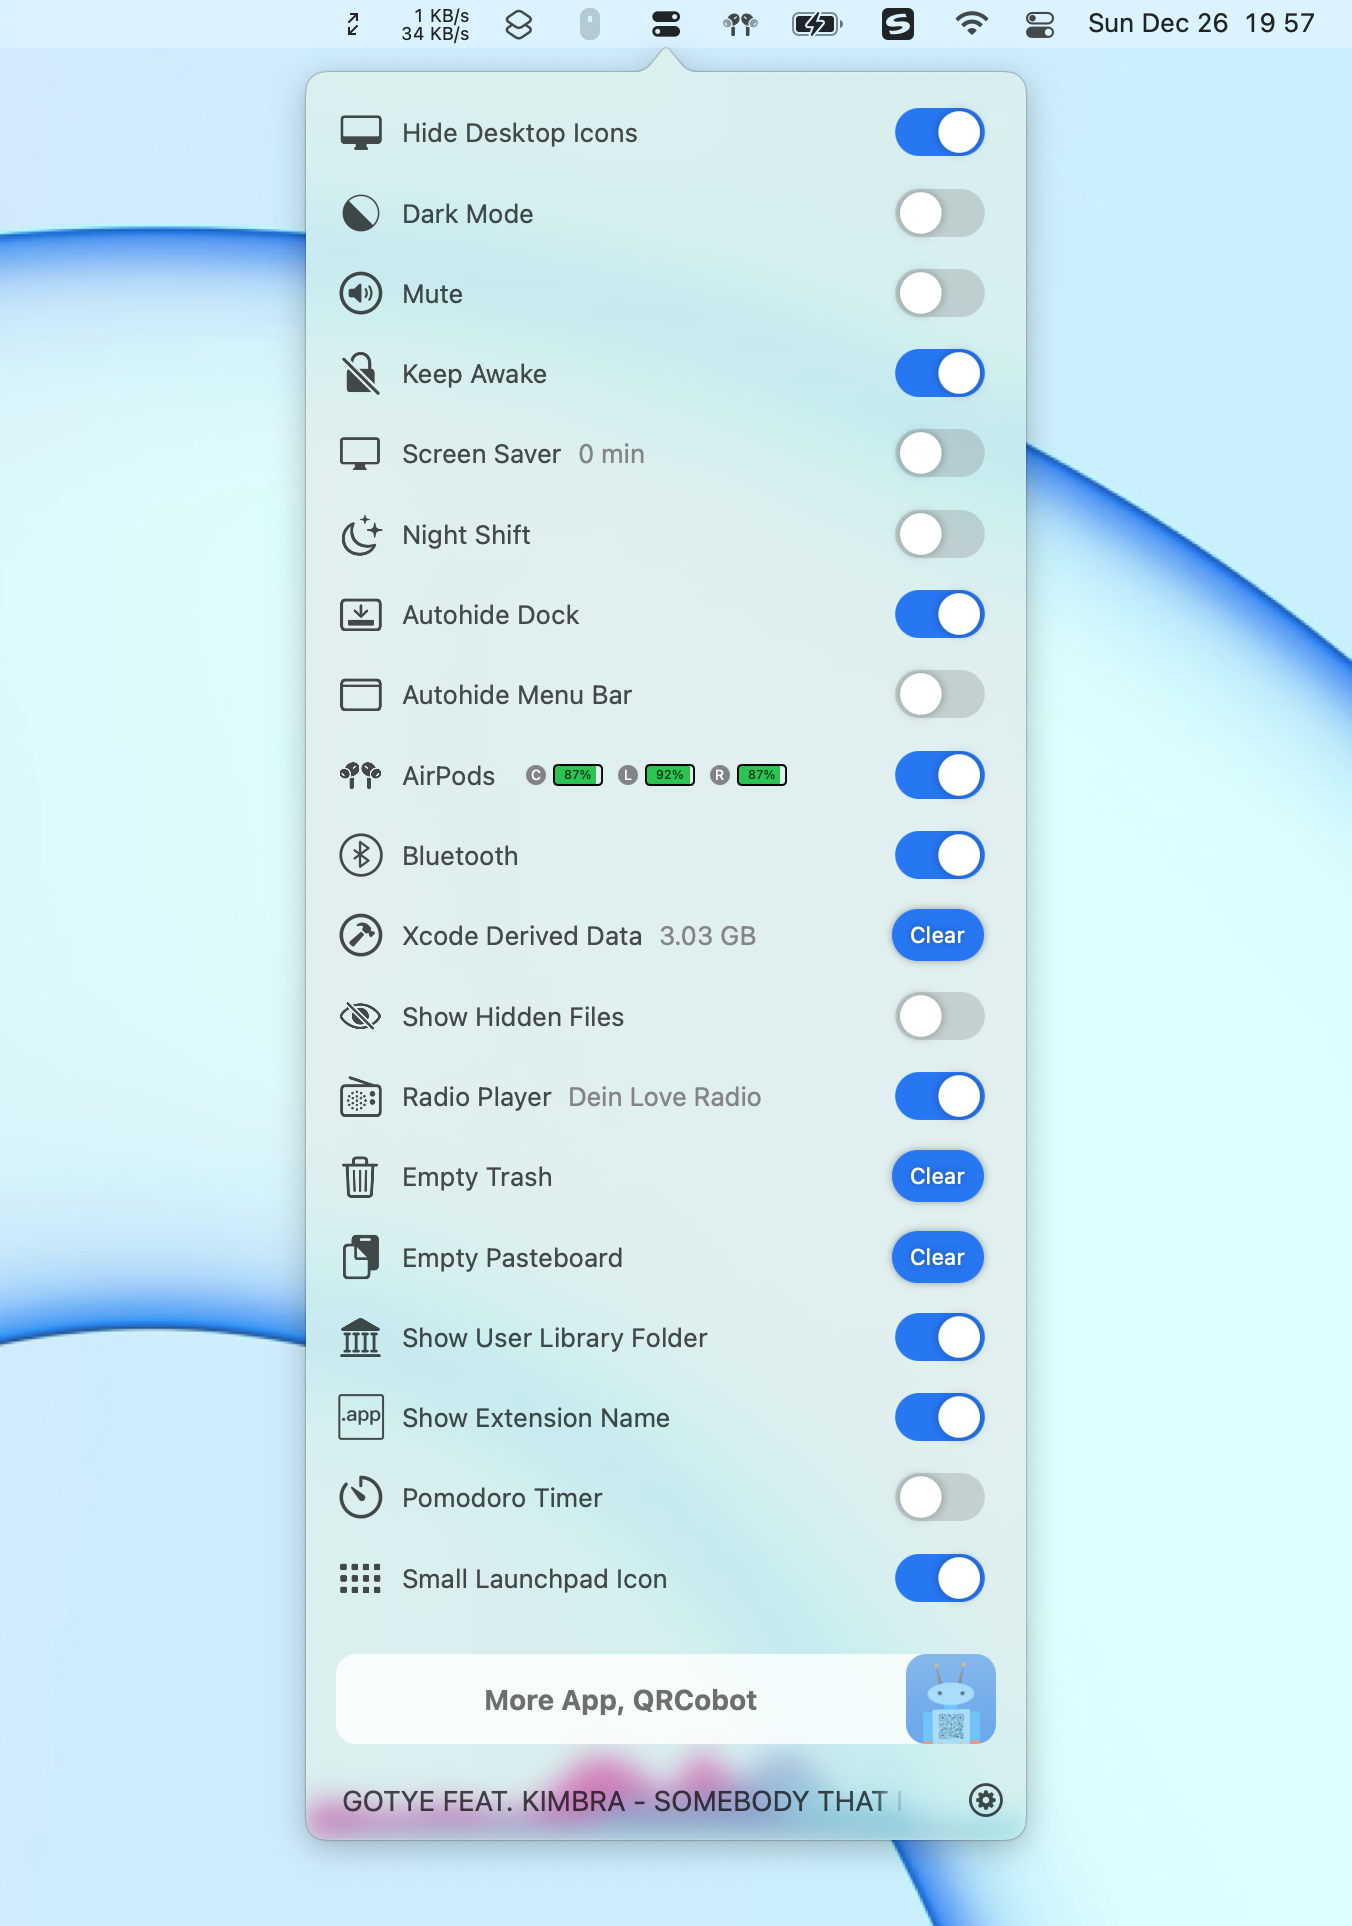 1 KB/s
34 KB/s
Sun Dec 26 19 57
Hide Desktop Icons
Dark Mode
Mute
Keep Awake
Screen Saver 0 min
Night Shift
Autohide Dock
Autohide Menu Bar
AirPods C 87% L 92% R 87%
Bluetooth
Xcode Derived Data 3.03 GB Clear
Show Hidden Files
Radio Player Dein Love Radio
Empty Trash Clear
Empty Pasteboard Clear
Show User Library Folder
.app Show Extension Name
Pomodoro Timer
Small Launchpad Icon
More App, QRCobot
GOTYE FEAT. KIMBRA - SOMEBODY THAT I